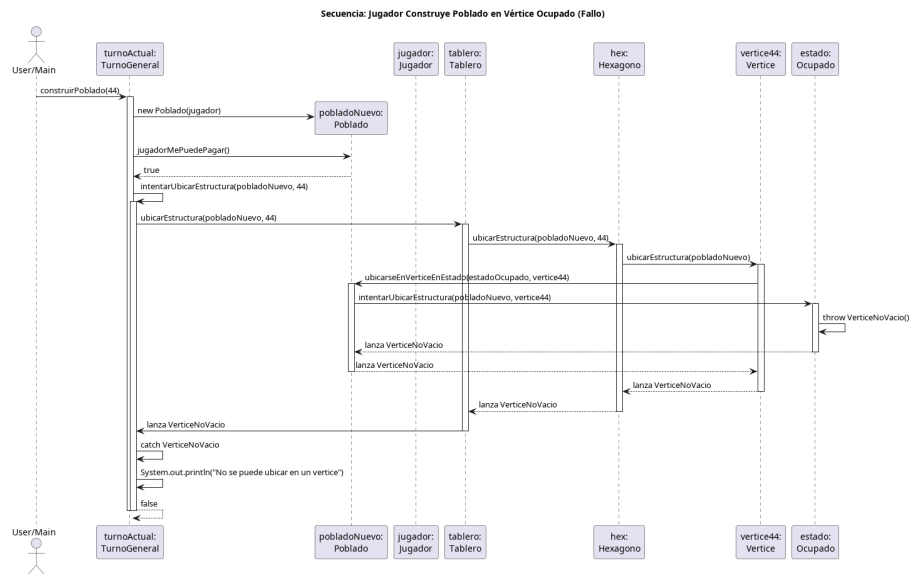 Secuencia: Jugador Construye Poblado en Vértice Ocupado (Fallo)
User/Main
turnoActual:
TurnoGeneral
jugador:
Jugador
tablero:
Tablero
hex:
Hexagono
vertice44:
Vertice
estado:
Ocupado
construirPoblado(44)
new Poblado(jugador)
pobladoNuevo:
Poblado
jugadorMePuedePagar()
true
intentarUbicarEstructura(pobladoNuevo, 44)
ubicarEstructura(pobladoNuevo, 44)
ubicarEstructura(pobladoNuevo, 44)
ubicarEstructura(pobladoNuevo)
ubicarseEnVerticeEnEstado(estadoOcupado, vertice44)
intentarUbicarEstructura(pobladoNuevo, vertice44)
throw VerticeNoVacio()
lanza VerticeNoVacio
lanza VerticeNoVacio
lanza VerticeNoVacio
lanza VerticeNoVacio
lanza VerticeNoVacio
catch VerticeNoVacio
System.out.println("No se puede ubicar en un vertice")
false
User/Main
turnoActual:
TurnoGeneral
pobladoNuevo:
Poblado
jugador:
Jugador
tablero:
Tablero
hex:
Hexagono
vertice44:
Vertice
estado:
Ocupado